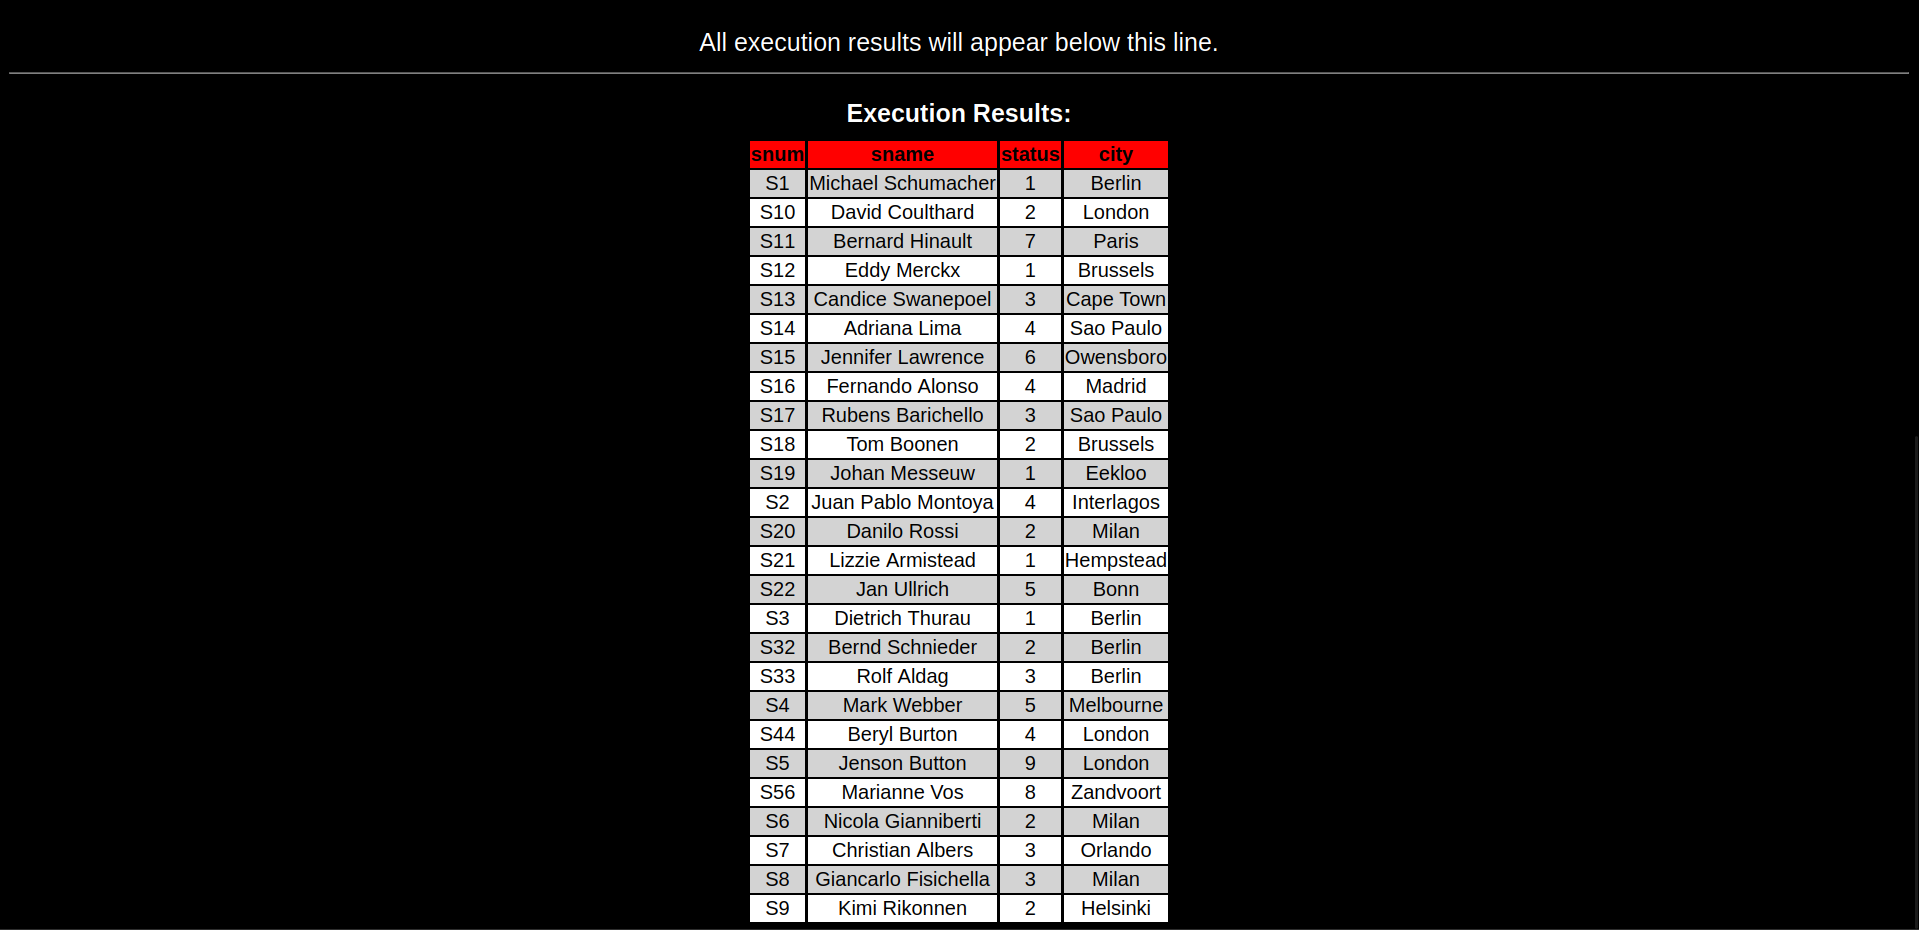 All execution results will appear below this line.
Execution Results:
snum sname status city
S1 Michael Schumacher 1 Berlin
S10 David Coulthard 2 London
S11 Bernard Hinault 7 Paris
S12 Eddy Merckx 1 Brussels
S13 Candice Swanepoel 3 Cape Town
S14 Adriana Lima 4 Sao Paulo
S15 Jennifer Lawrence 6 Owensboro
S16 Fernando Alonso 4 Madrid
S17 Rubens Barichello 3 Sao Paulo
S18 Tom Boonen 2 Brussels
S19 Johan Messeuw 1 Eekloo
S2 Juan Pablo Montoya 4 Interlagos
S20 Danilo Rossi 2 Milan
S21 Lizzie Armistead 1 Hempstead
S22 Jan Ullrich 5 Bonn
S3 Dietrich Thurau 1 Berlin
S32 Bernd Schnieder 2 Berlin
S33 Rolf Aldag 3 Berlin
S4 Mark Webber 5 Melbourne
S44 Beryl Burton 4 London
S5 Jenson Button 9 London
S56 Marianne Vos 8 Zandvoort
S6 Nicola Gianniberti 2 Milan
S7 Christian Albers 3 Orlando
S8 Giancarlo Fisichella 3 Milan
S9 Kimi Rikonnen 2 Helsinki